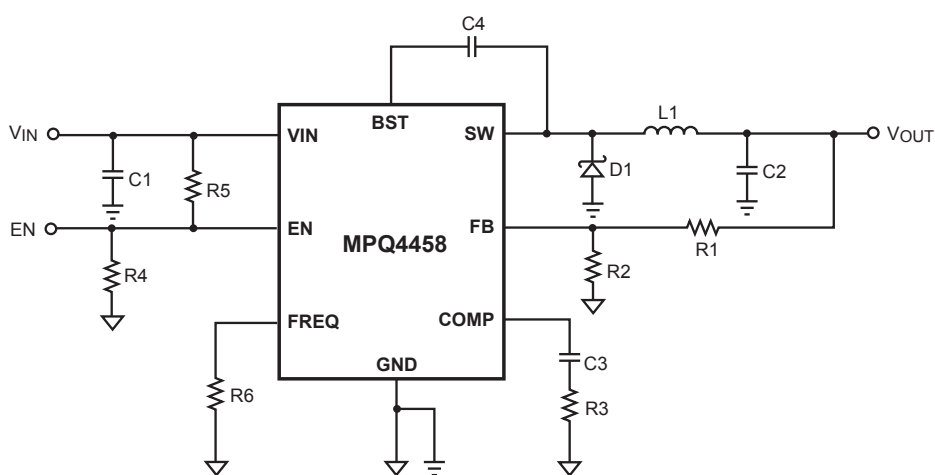 C4
L1
VIN
VIN
BST
SW
VOUT
C1
R5
D1
C2
EN
EN
MPQ4458
FB
R4
R2
R1
FREQ
COMP
GND
C3
R6
R3